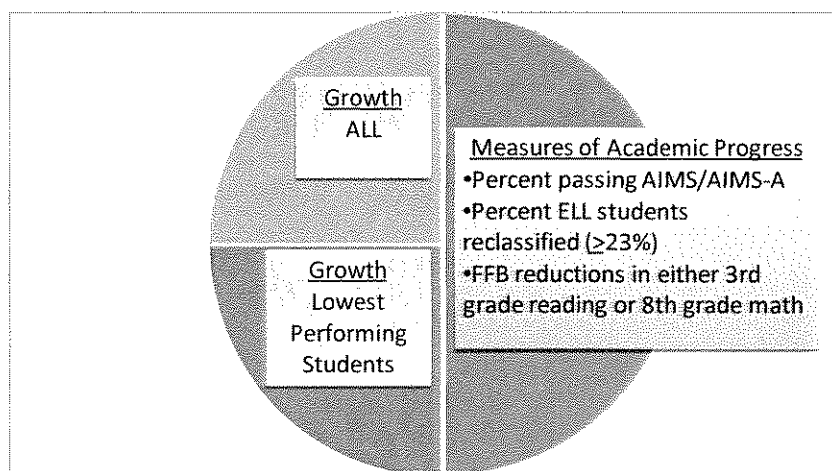 Growth
ALL
Growth
Lowest
Performing
Students
Measures of Academic Progress
•Percent passing AIMS/AIMS-A
•Percent ELL students
reclassified (≥23%)
•FFB reductions in either 3rd
grade reading or 8th grade math